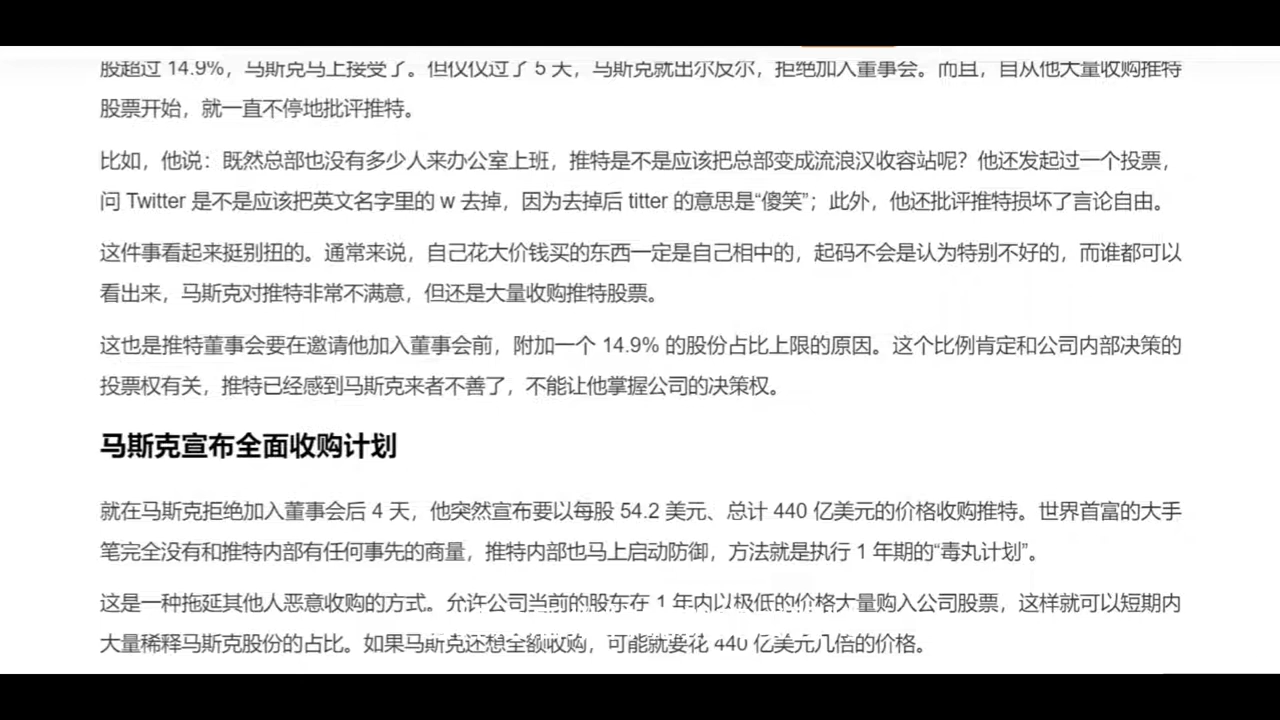 股超过 14.9%，马斯克马上接受了。但仅仅过了 5 天，马斯克就出尔反尔，拒绝加入董事会。而且，自从他大量收购推特
股票开始，就一直不停地批评推特。
比如，他说：既然总部也没有多少人来办公室上班，推特是不是应该把总部变成流浪汉收容站呢？他还发起过一个投票，
问 Twitter 是不是应该把英文名字里的 w 去掉，因为去掉后 titter 的意思是“傻笑”；此外，他还批评推特损坏了言论自由。
这件事看起来挺别扭的。通常来说，自己花大价钱买的东西一定是自己相中的，起码不会是认为特别不好的，而谁都可以
看出来，马斯克对推特非常不满意，但还是大量收购推特股票。
这也是推特董事会要在邀请他加入董事会前，附加一个 14.9% 的股份占比上限的原因。这个比例肯定和公司内部决策的
投票权有关，推特已经感到马斯克来者不善了，不能让他掌握公司的决策权。
马斯克宣布全面收购计划
就在马斯克拒绝加入董事会后 4 天，他突然宣布要以每股 54.2 美元、总计 440 亿美元的价格收购推特。世界首富的大手
笔完全没有和推特内部有任何事先的商量，推特内部也马上启动防御，方法就是执行 1 年期的“毒丸计划”。
这是一种拖延其他人恶意收购的方式。允许公司当前的股东在 1 年内以极低的价格大量购入公司股票，这样就可以短期内
大量稀释马斯克股份的占比。如果马斯克还想全额收购，可能就要花 440 亿美元几倍的价格。